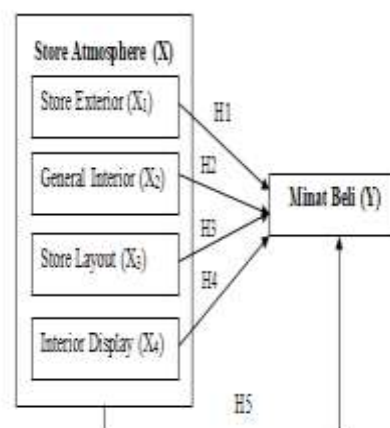 Store Atmosphere (X)
Store Exterior (X₁)
H1
General Interior (X₂)
H2
Minat Beli (Y)
Store Layout (X₃)
H3
H4
Interior Display (X₄)
H5